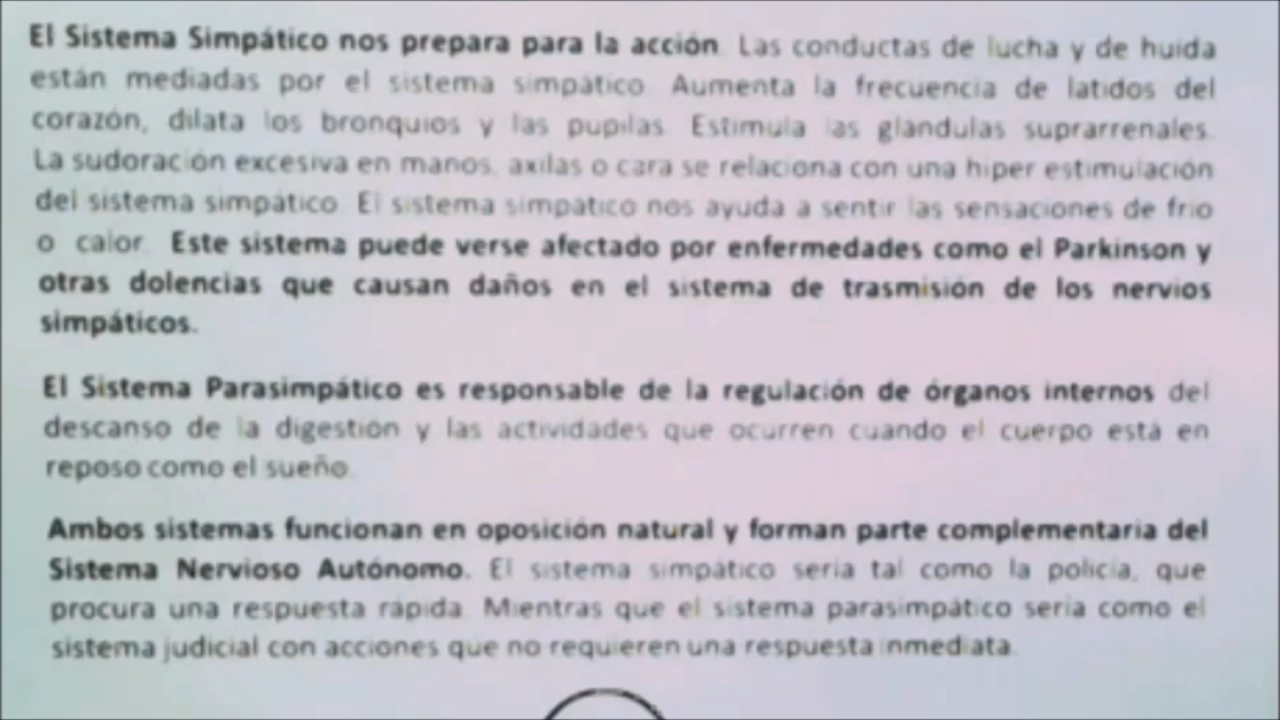 El Sistema Simpático nos prepara para la acción. Las conductas de lucha y de huida
están mediadas por el sistema simpático. Aumenta la frecuencia de latidos del
corazón, dilata los bronquios y las pupilas. Estimula las glándulas suprarrenales.
La sudoración excesiva en manos, axilas o cara se relaciona con una hiper estimulación
del sistema simpático. El sistema simpático nos ayuda a sentir las sensaciones de frio
o calor. Este sistema puede verse afectado por enfermedades como el Parkinson y
otras dolencias que causan daños en el sistema de trasmisión de los nervios
simpáticos.
El Sistema Parasimpático es responsable de la regulación de órganos internos del
descanso de la digestión y las actividades que ocurren cuando el cuerpo está en
reposo como el sueño.
Ambos sistemas funcionan en oposición natural y forman parte complementaria del
Sistema Nervioso Autónomo. El sistema simpático sería tal como la policía, que
procura una respuesta rápida. Mientras que el sistema parasimpático sería como el
sistema judicial con acciones que no requieren una respuesta inmediata.